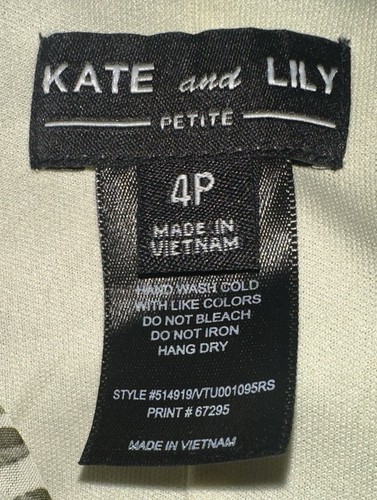 KATE and LILY
PETITE
4P
MADE IN
VIETNAM
HAND WASH COLD
WITH LIKE COLORS
DO NOT BLEACH
DO NOT IRON
HANG DRY
STYLE #514919/VTU001095RS
PRINT # 67295
MADE IN VIETNAM